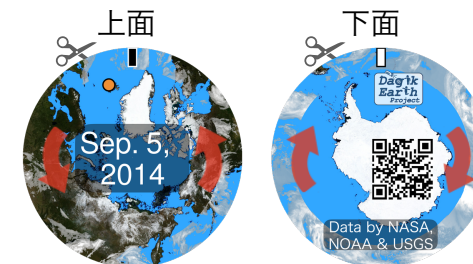 上面
下面
Sep. 5,
2014
Dagik
Earth
Project
Data by NASA,
NOAA & USGS